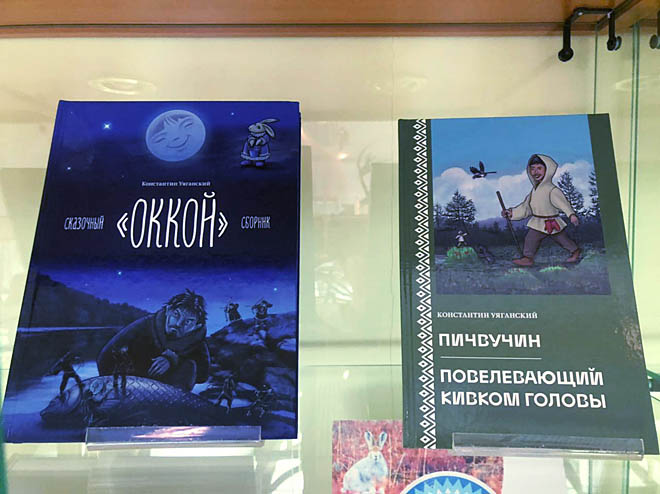 Константин Уяганский
сказочный «ОККОЙ» сборник
КОНСТАНТИН УЯГАНСКИЙ
ПИЧВУЧИН
ПОВЕЛЕВАЮЩИЙ
КИВКОМ ГОЛОВЫ